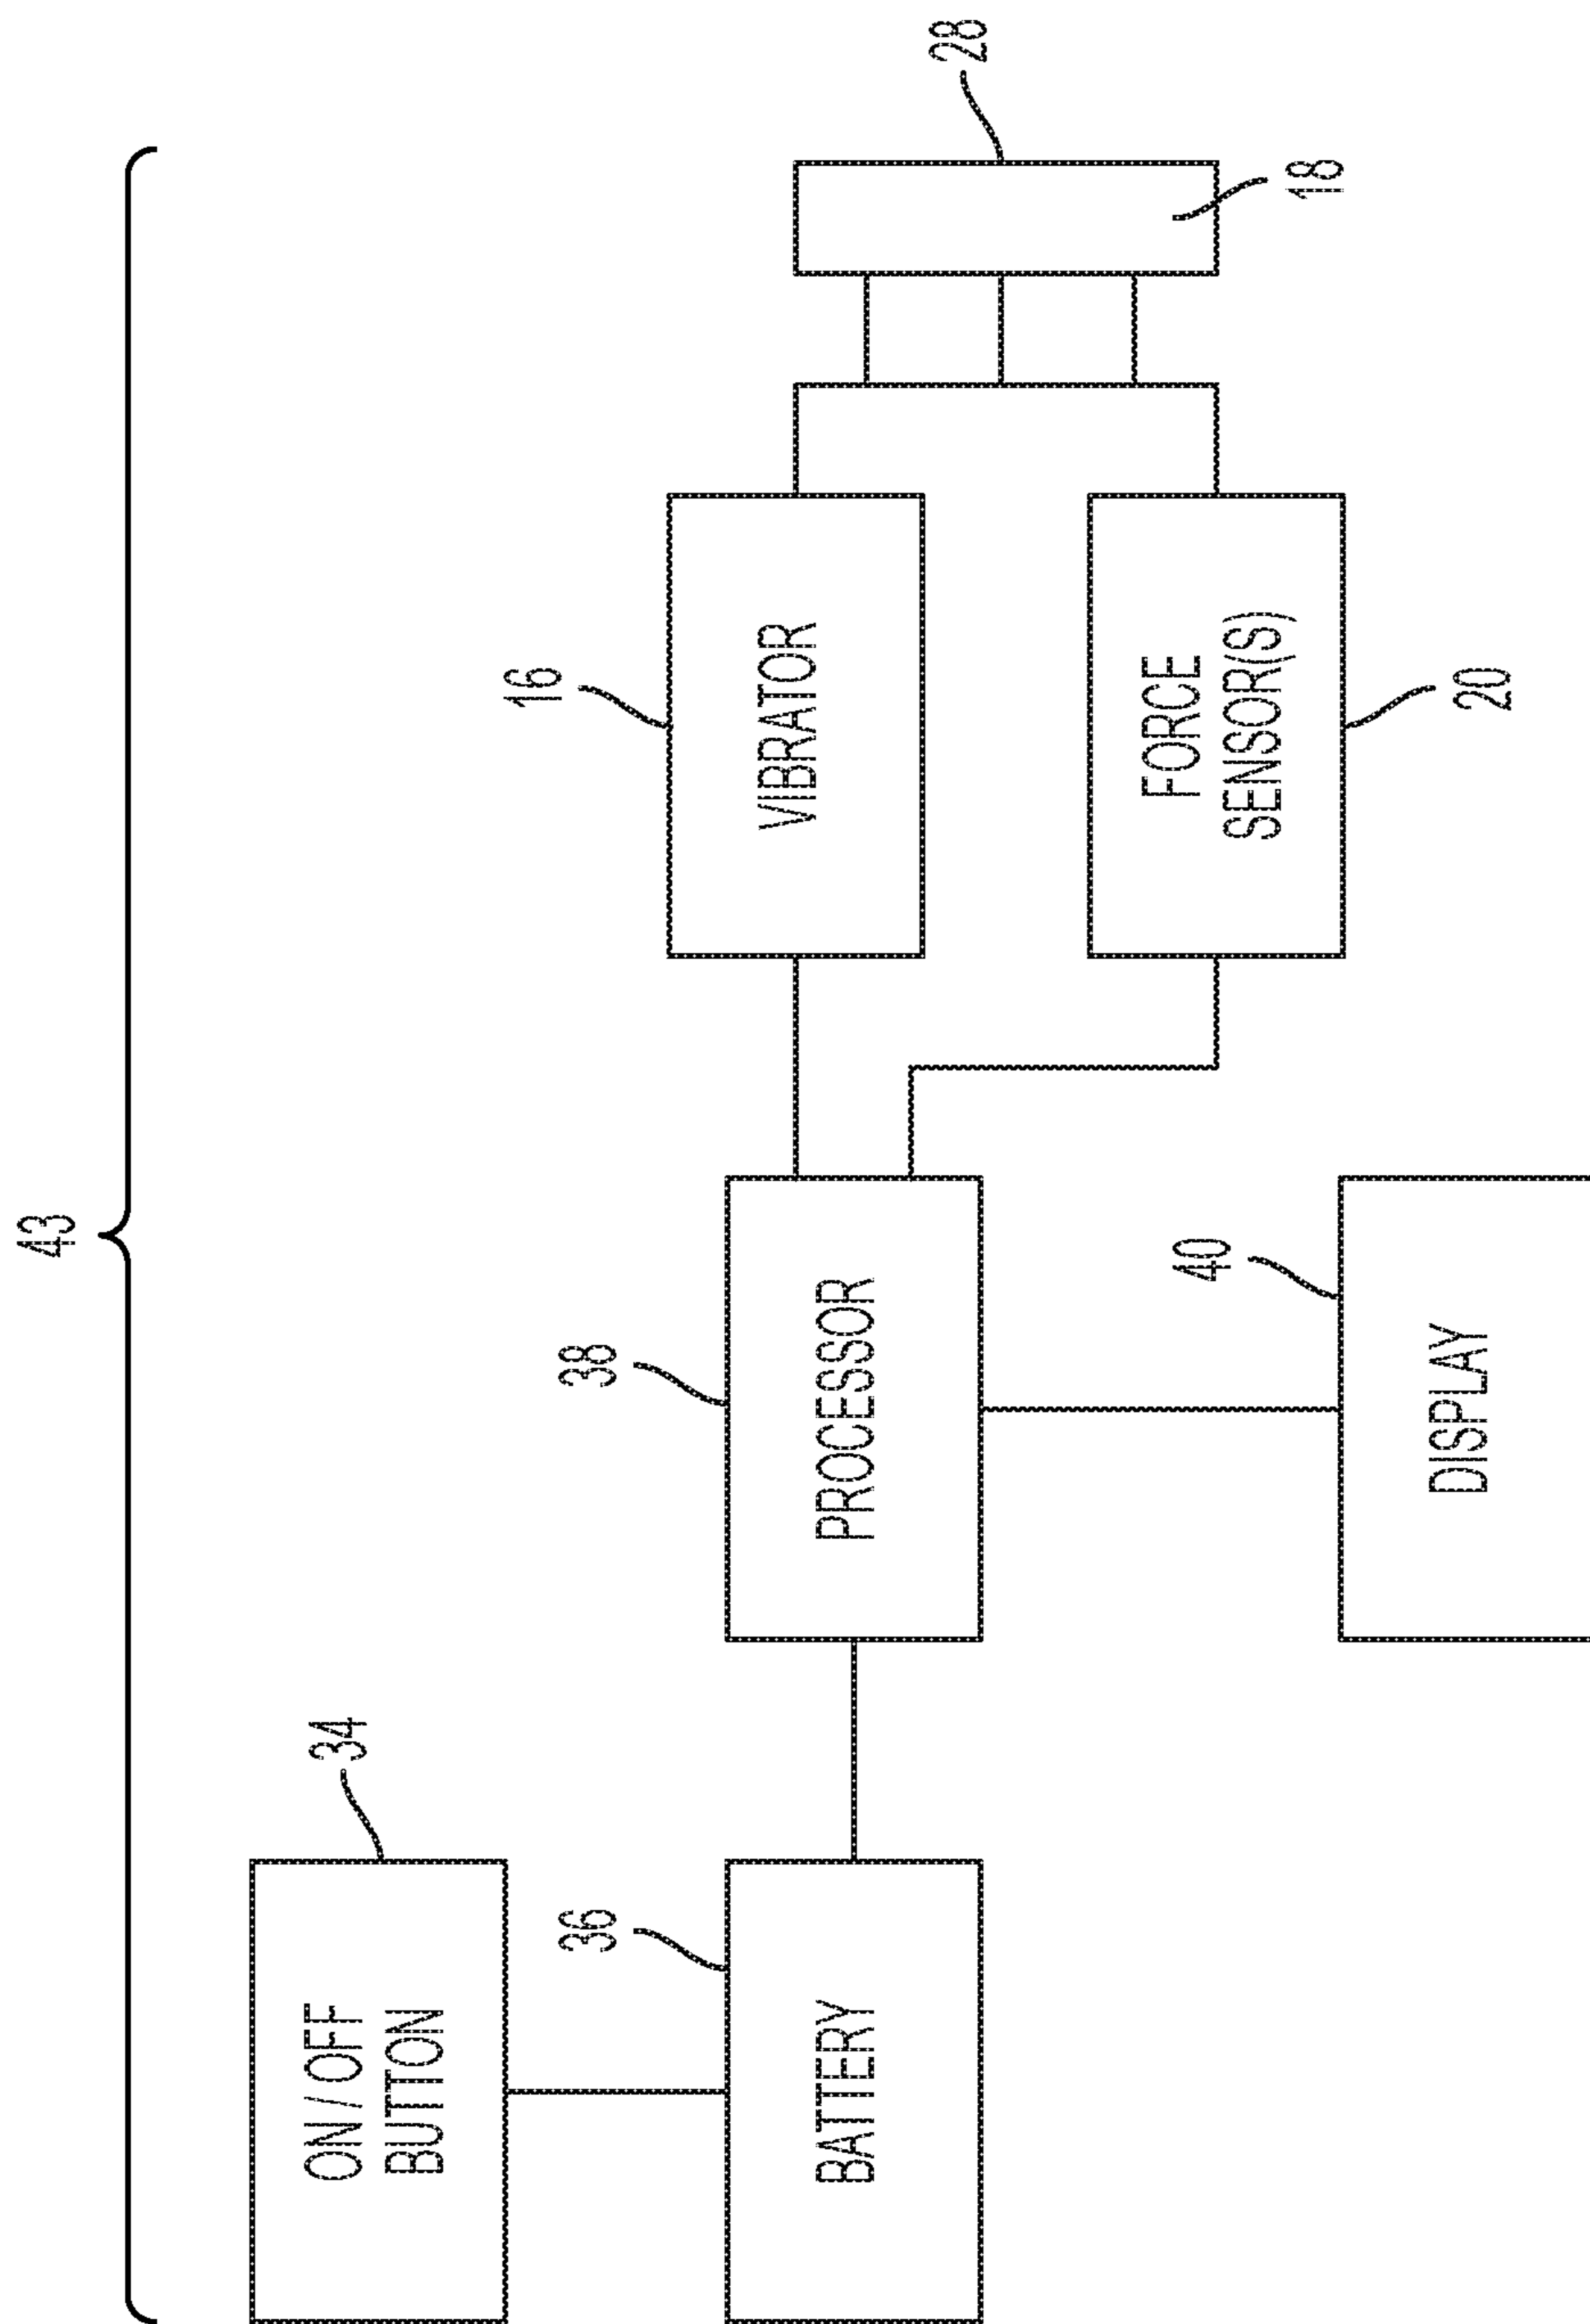 43
ON / OFF
BUTTON
34
BATTERY
36
PROCESSOR
38
DISPLAY
40
VIBRATOR
16
FORCE
SENSOR(S)
20
28
18